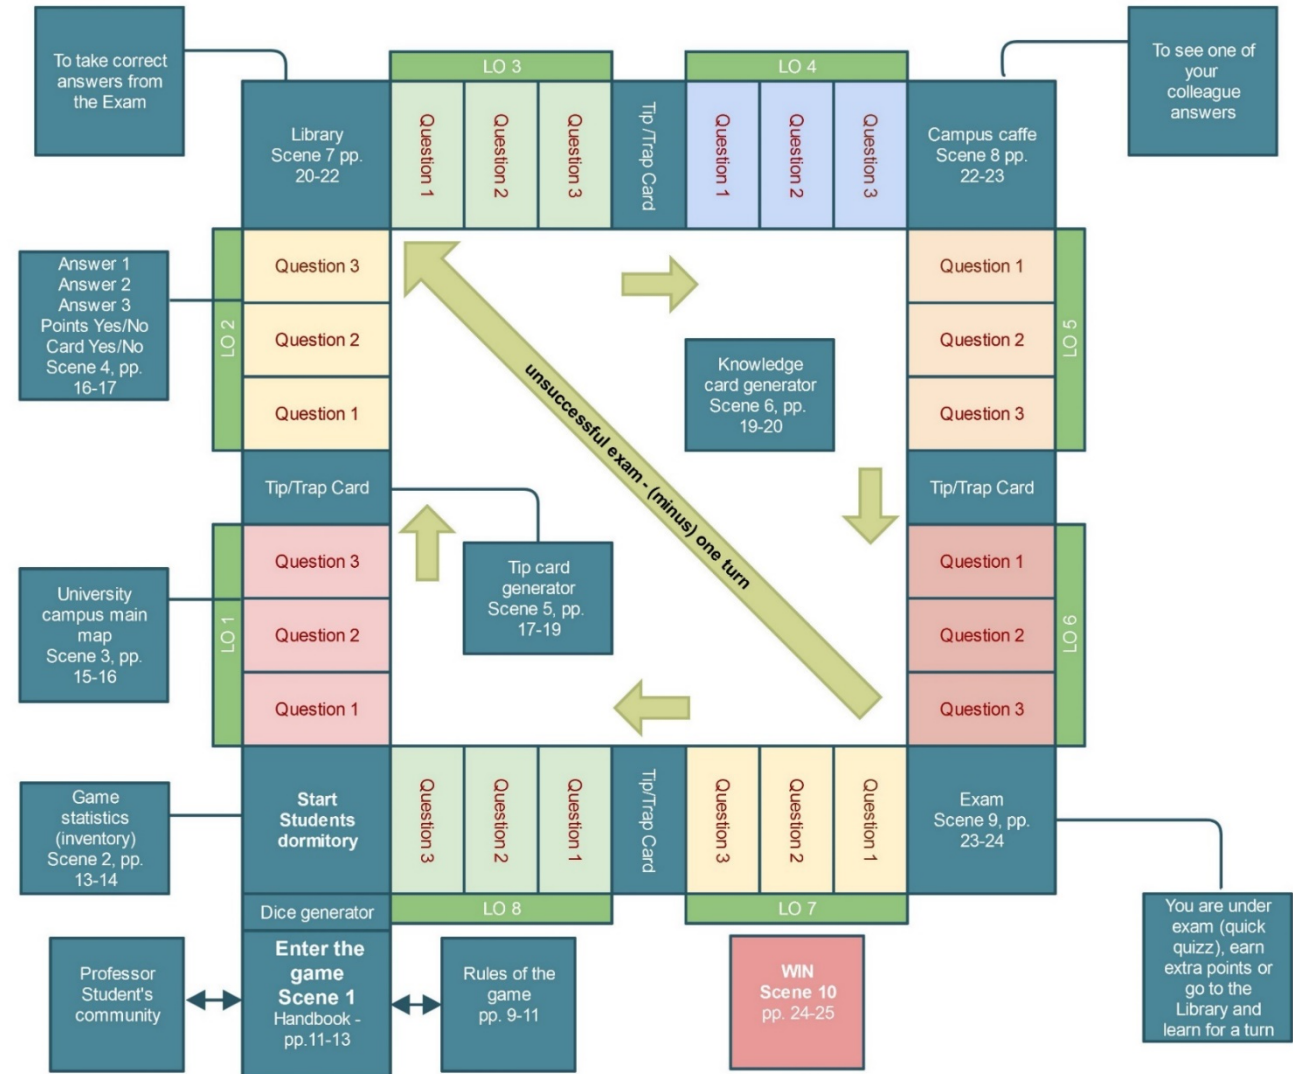 To take correct
answers from
the Exam
LO 3
LO 4
To see one of
your
colleague
answers
Library
Scene 7 pp.
20-22
Question 1
Question 2
Question 3
Tip /Trap Card
Question 1
Question 2
Question 3
Campus caffe
Scene 8 pp.
22-23
Answer 1
Answer 2
Answer 3
Points Yes/No
Card Yes/No
Scene 4, pp.
16-17
LO 2
Question 3
Question 2
Question 1
unsuccessful exam - (minus) one turn
Knowledge
card generator
Scene 6, pp.
19-20
Question 1
Question 2
Question 3
LO 5
Tip/Trap Card
Tip card
generator
Scene 5, pp.
17-19
Tip/Trap Card
University
campus main
map
Scene 3, pp.
15-16
LO 1
Question 3
Question 2
Question 1
Question 1
Question 2
Question 3
LO 6
Game
statistics
(inventory)
Scene 2, pp.
13-14
Start
Students
dormitory
Question 3
Question 2
Question 1
Tip/Trap Card
Question 3
Question 2
Question 1
Exam
Scene 9, pp.
23-24
Dice generator
LO 8
LO 7
You are under
exam (quick
quizz), earn
extra points or
go to the
Library and
learn for a turn
Professor
Student's
community
Enter the
game
Scene 1
Handbook -
pp.11-13
Rules of the
game
pp. 9-11
WIN
Scene 10
pp. 24-25